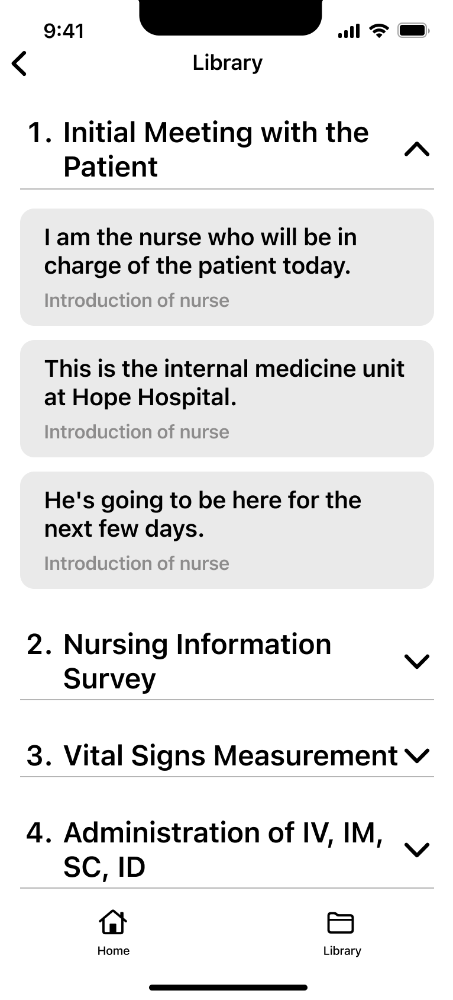 9:41
Library
1. Initial Meeting with the
Patient
I am the nurse who will be in
charge of the patient today.
Introduction of nurse
This is the internal medicine unit
at Hope Hospital.
Introduction of nurse
He's going to be here for the
next few days.
Introduction of nurse
2. Nursing Information
Survey
3. Vital Signs Measurement
4. Administration of IV, IM,
SC, ID
Home
Library